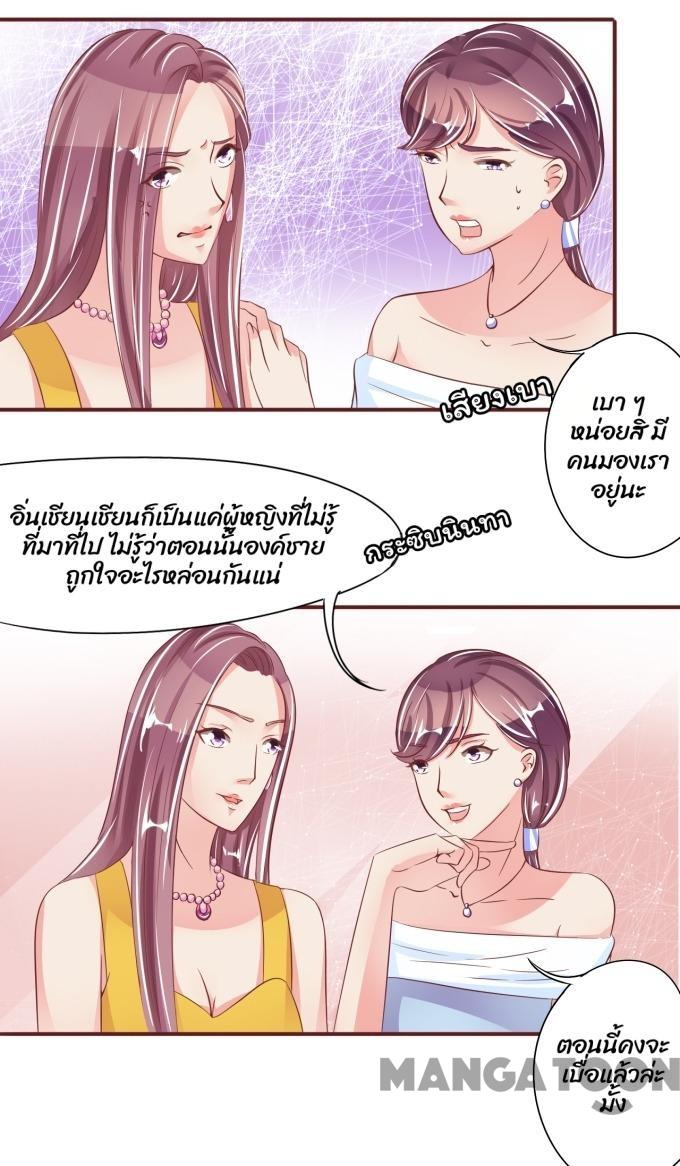 เสียงเบา
เบา ๆ
หน่อยสิ มี
คนมองเรา
อยู่นะ
อิ่นเชียนเชียนก็เป็นแค่ผู้หญิงที่ไม่รู้
ที่มาที่ไป ไม่รู้ว่าตอนนั้นองค์ชาย
ถูกใจอะไรหล่อนกันแน่
กระซิบนินทา
ตอนนี้คงจะ
เบื่อแล้วล่ะ
มั้ง
MANGATOON